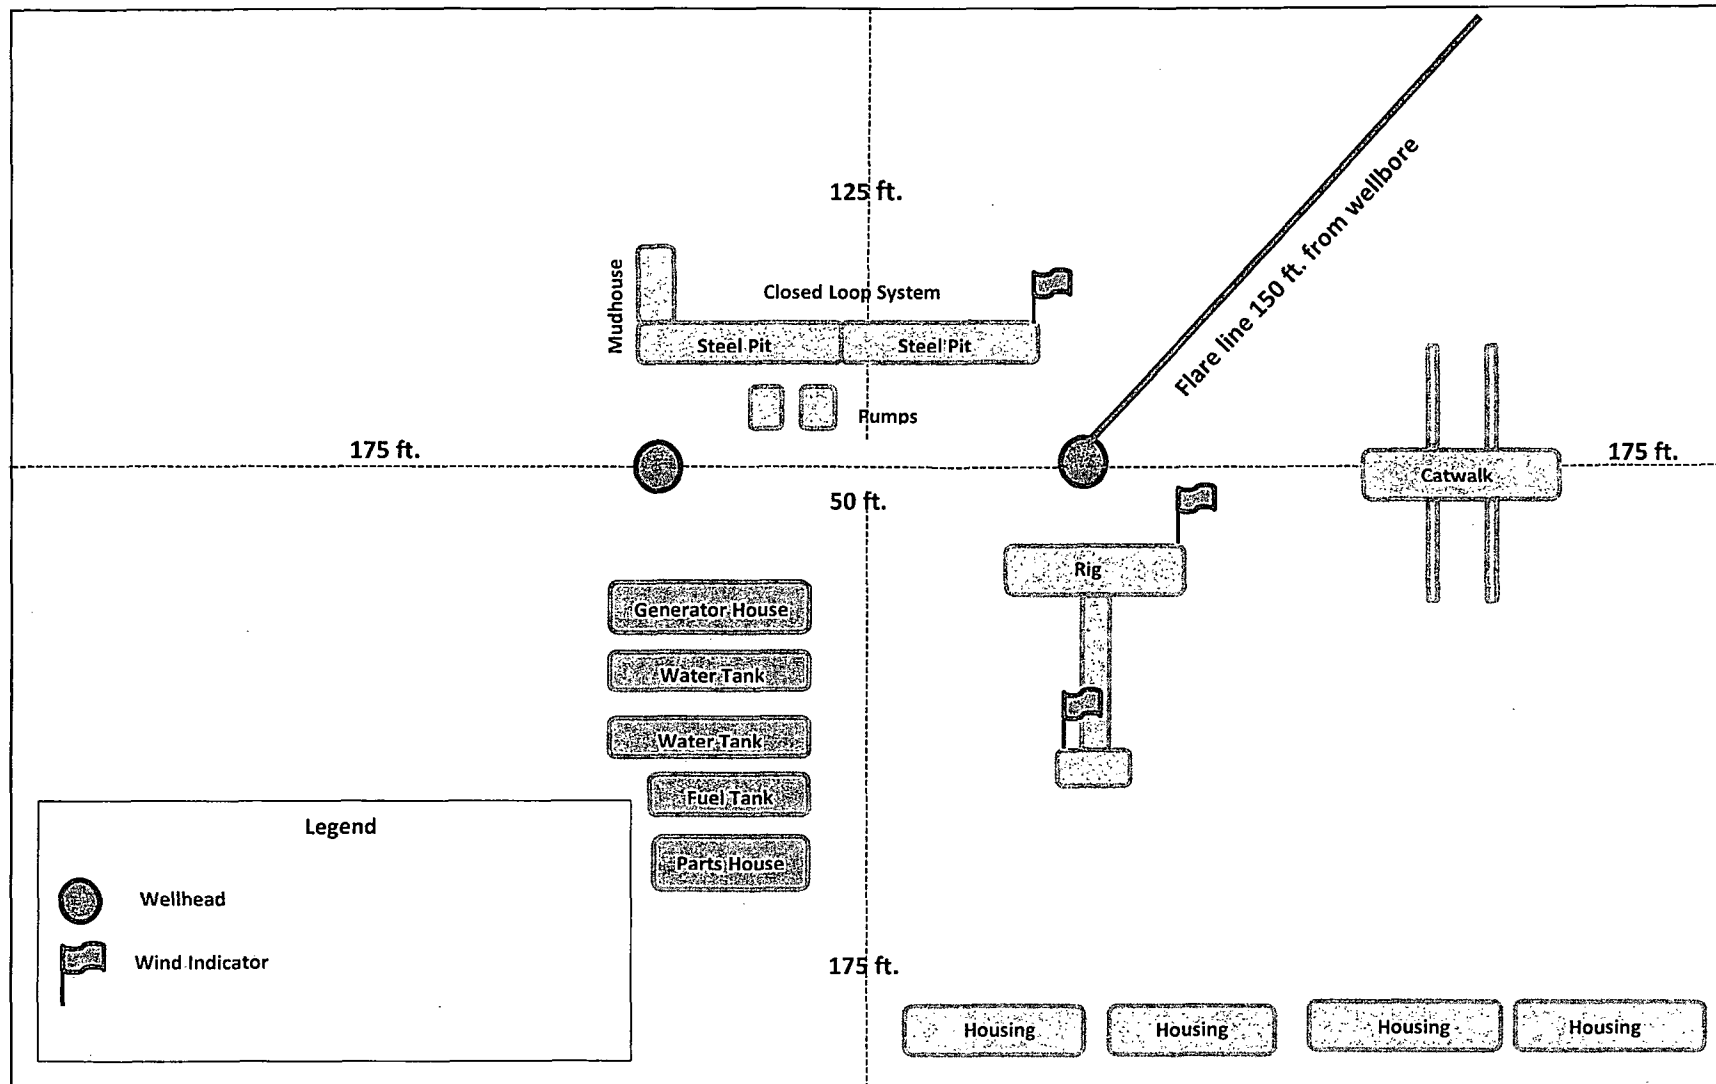 125 ft.
Flare line 150 ft. from wellbore
Mudhouse
Closed Loop System
Steel Pit
Steel Pit
Pumps
175 ft.
175 ft.
Catwalk
50 ft.
Rig
Generator House
Water Tank
Water Tank
Fuel Tank
Parts House
Legend
Wellhead
Wind Indicator
175 ft.
Housing
Housing
Housing
Housing